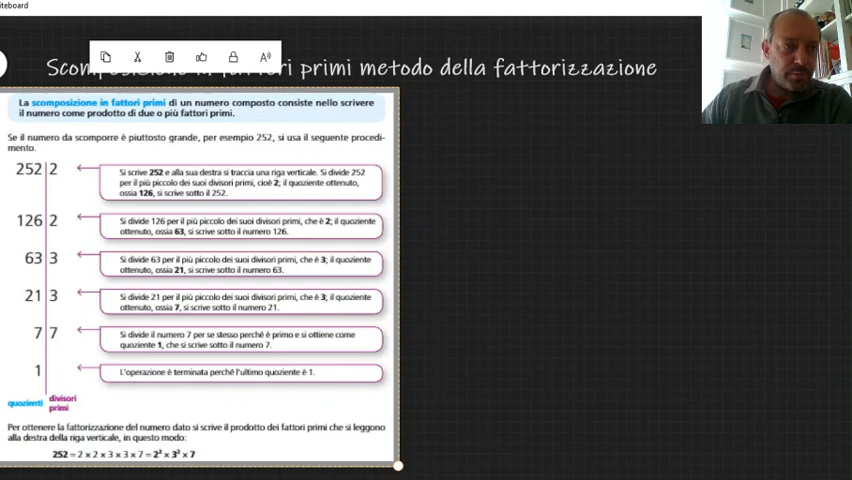 iteboard
Scomposizione in fattori primi metodo della fattorizzazione
La scomposizione in fattori primi di un numero composto consiste nello scrivere
il numero come prodotto di due o più fattori primi.
Se il numero da scomporre è piuttosto grande, per esempio 252, si usa il seguente procedi-
mento.
252 2
Si scrive 252 e alla sua destra si traccia una riga verticale. Si divide 252
per il più piccolo dei suoi divisori primi, cioè 2; il quoziente ottenuto,
ossia 126, si scrive sotto il 252.
126 2
Si divide 126 per il più piccolo dei suoi divisori primi, che è 2; il quoziente
ottenuto, ossia 63, si scrive sotto il numero 126.
63 3
Si divide 63 per il più piccolo dei suoi divisori primi, che è 3; il quoziente
ottenuto, ossia 21, si scrive sotto il numero 63.
21 3
Si divide 21 per il più piccolo dei suoi divisori primi, che è 3; il quoziente
ottenuto, ossia 7, si scrive sotto il numero 21.
7 7
Si divide il numero 7 per se stesso perché è primo e si ottiene come
quoziente 1, che si scrive sotto il numero 7.
1
L'operazione è terminata perché l'ultimo quoziente è 1.
quozienti divisori
primi
Per ottenere la fattorizzazione del numero dato si scrive il prodotto dei fattori primi che si leggono
alla destra della riga verticale, in questo modo:
252 = 2 × 2 × 3 × 3 × 7 = 2² × 3² × 7